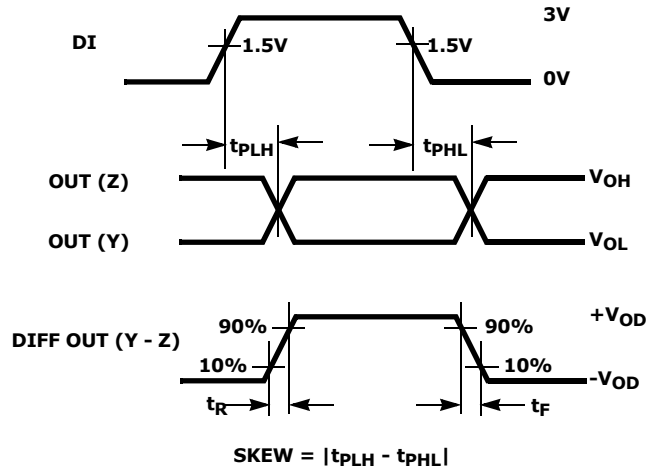 3V
DI
1.5V
1.5V
0V
tPLH
tPHL
OUT (Z)
VOH
OUT (Y)
VOL
+VOD
90%
90%
DIFF OUT (Y - Z)
10%
10%
-VOD
tR
tF
SKEW = |tPLH - tPHL|